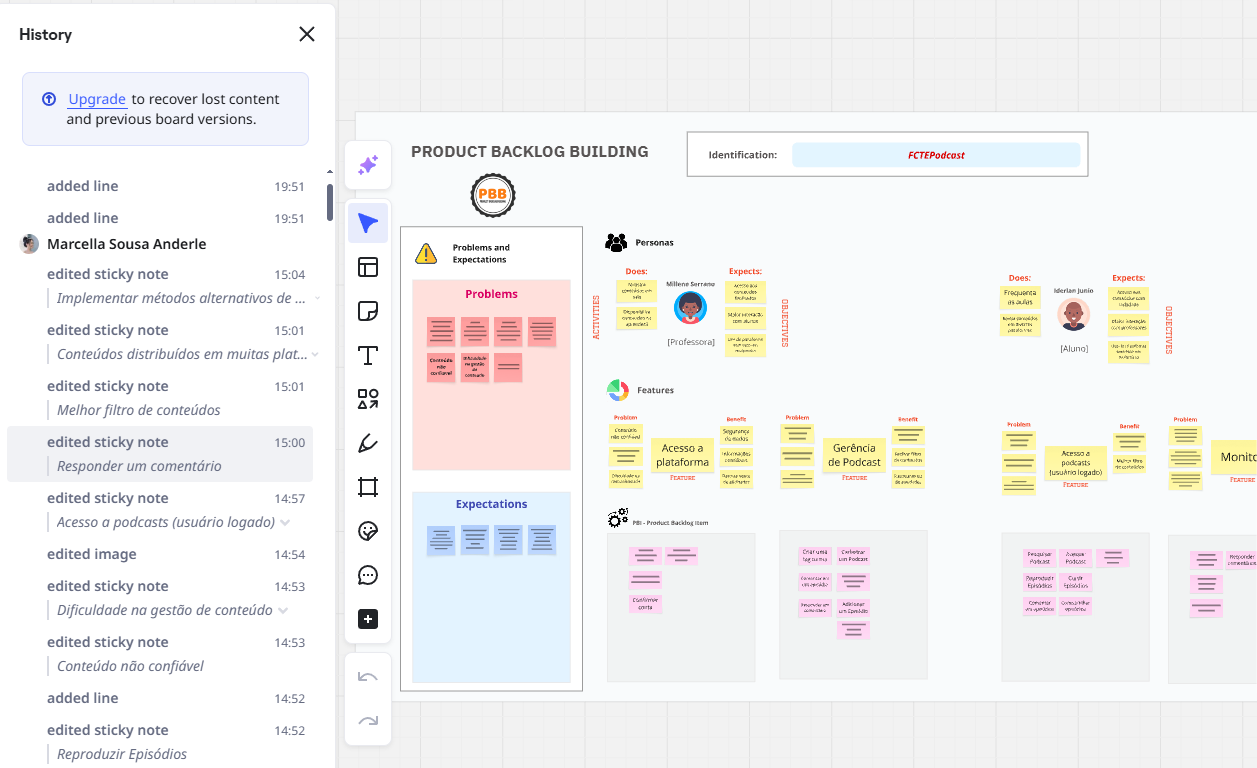 History
Upgrade to recover lost content
and previous board versions.
added line 19:51
added line 19:51
Marcella Sousa Anderle
edited sticky note 15:04
Implementar métodos alternativos de ...
edited sticky note 15:01
Conteúdos distribuídos em muitas plat...
edited sticky note 15:01
Melhor filtro de conteúdos
edited sticky note 15:00
Responder um comentário
edited sticky note 14:57
Acesso a podcasts (usuário logado)
edited image 14:54
edited sticky note 14:53
Dificuldade na gestão de conteúdo
edited sticky note 14:53
Conteúdo não confiável
added line 14:52
edited sticky note 14:52
Reproduzir Episódios
PRODUCT BACKLOG BUILDING
PBB
Identification:
FCTEPodcast
Problems and
Expectations
Problems
Conteúdo
não
confiável
Dificuldade
na gestão
de
conteúdo
Expectations
Personas
Does:
Millene Serrano
Expects:
ACTIVITIES
OBJECTIVES
[Professora]
Does:
Iderlan Junio
Expects:
Frequenta
as aulas
[Aluno]
OBJECTIVES
Features
Problem
Benefit
Conteúdo
não confiável
Acesso a
plataforma
FEATURE
Problem
Benefit
Gerência
de Podcast
FEATURE
Problem
Benefit
Acesso a
podcasts
(usuário logado)
FEATURE
Problem
Monito
FEATURE
PBI - Product Backlog Item
Confirmar
conta
Criar uma
Cadastrar
um Podcast
Adicionar
um Episódio
Pesquisar
Podcast
Acessar
Podcast
Reproduzir
Episódios
Curtir
Episódios
Comentar
em episódios
Compartilhar
episódios
Responder